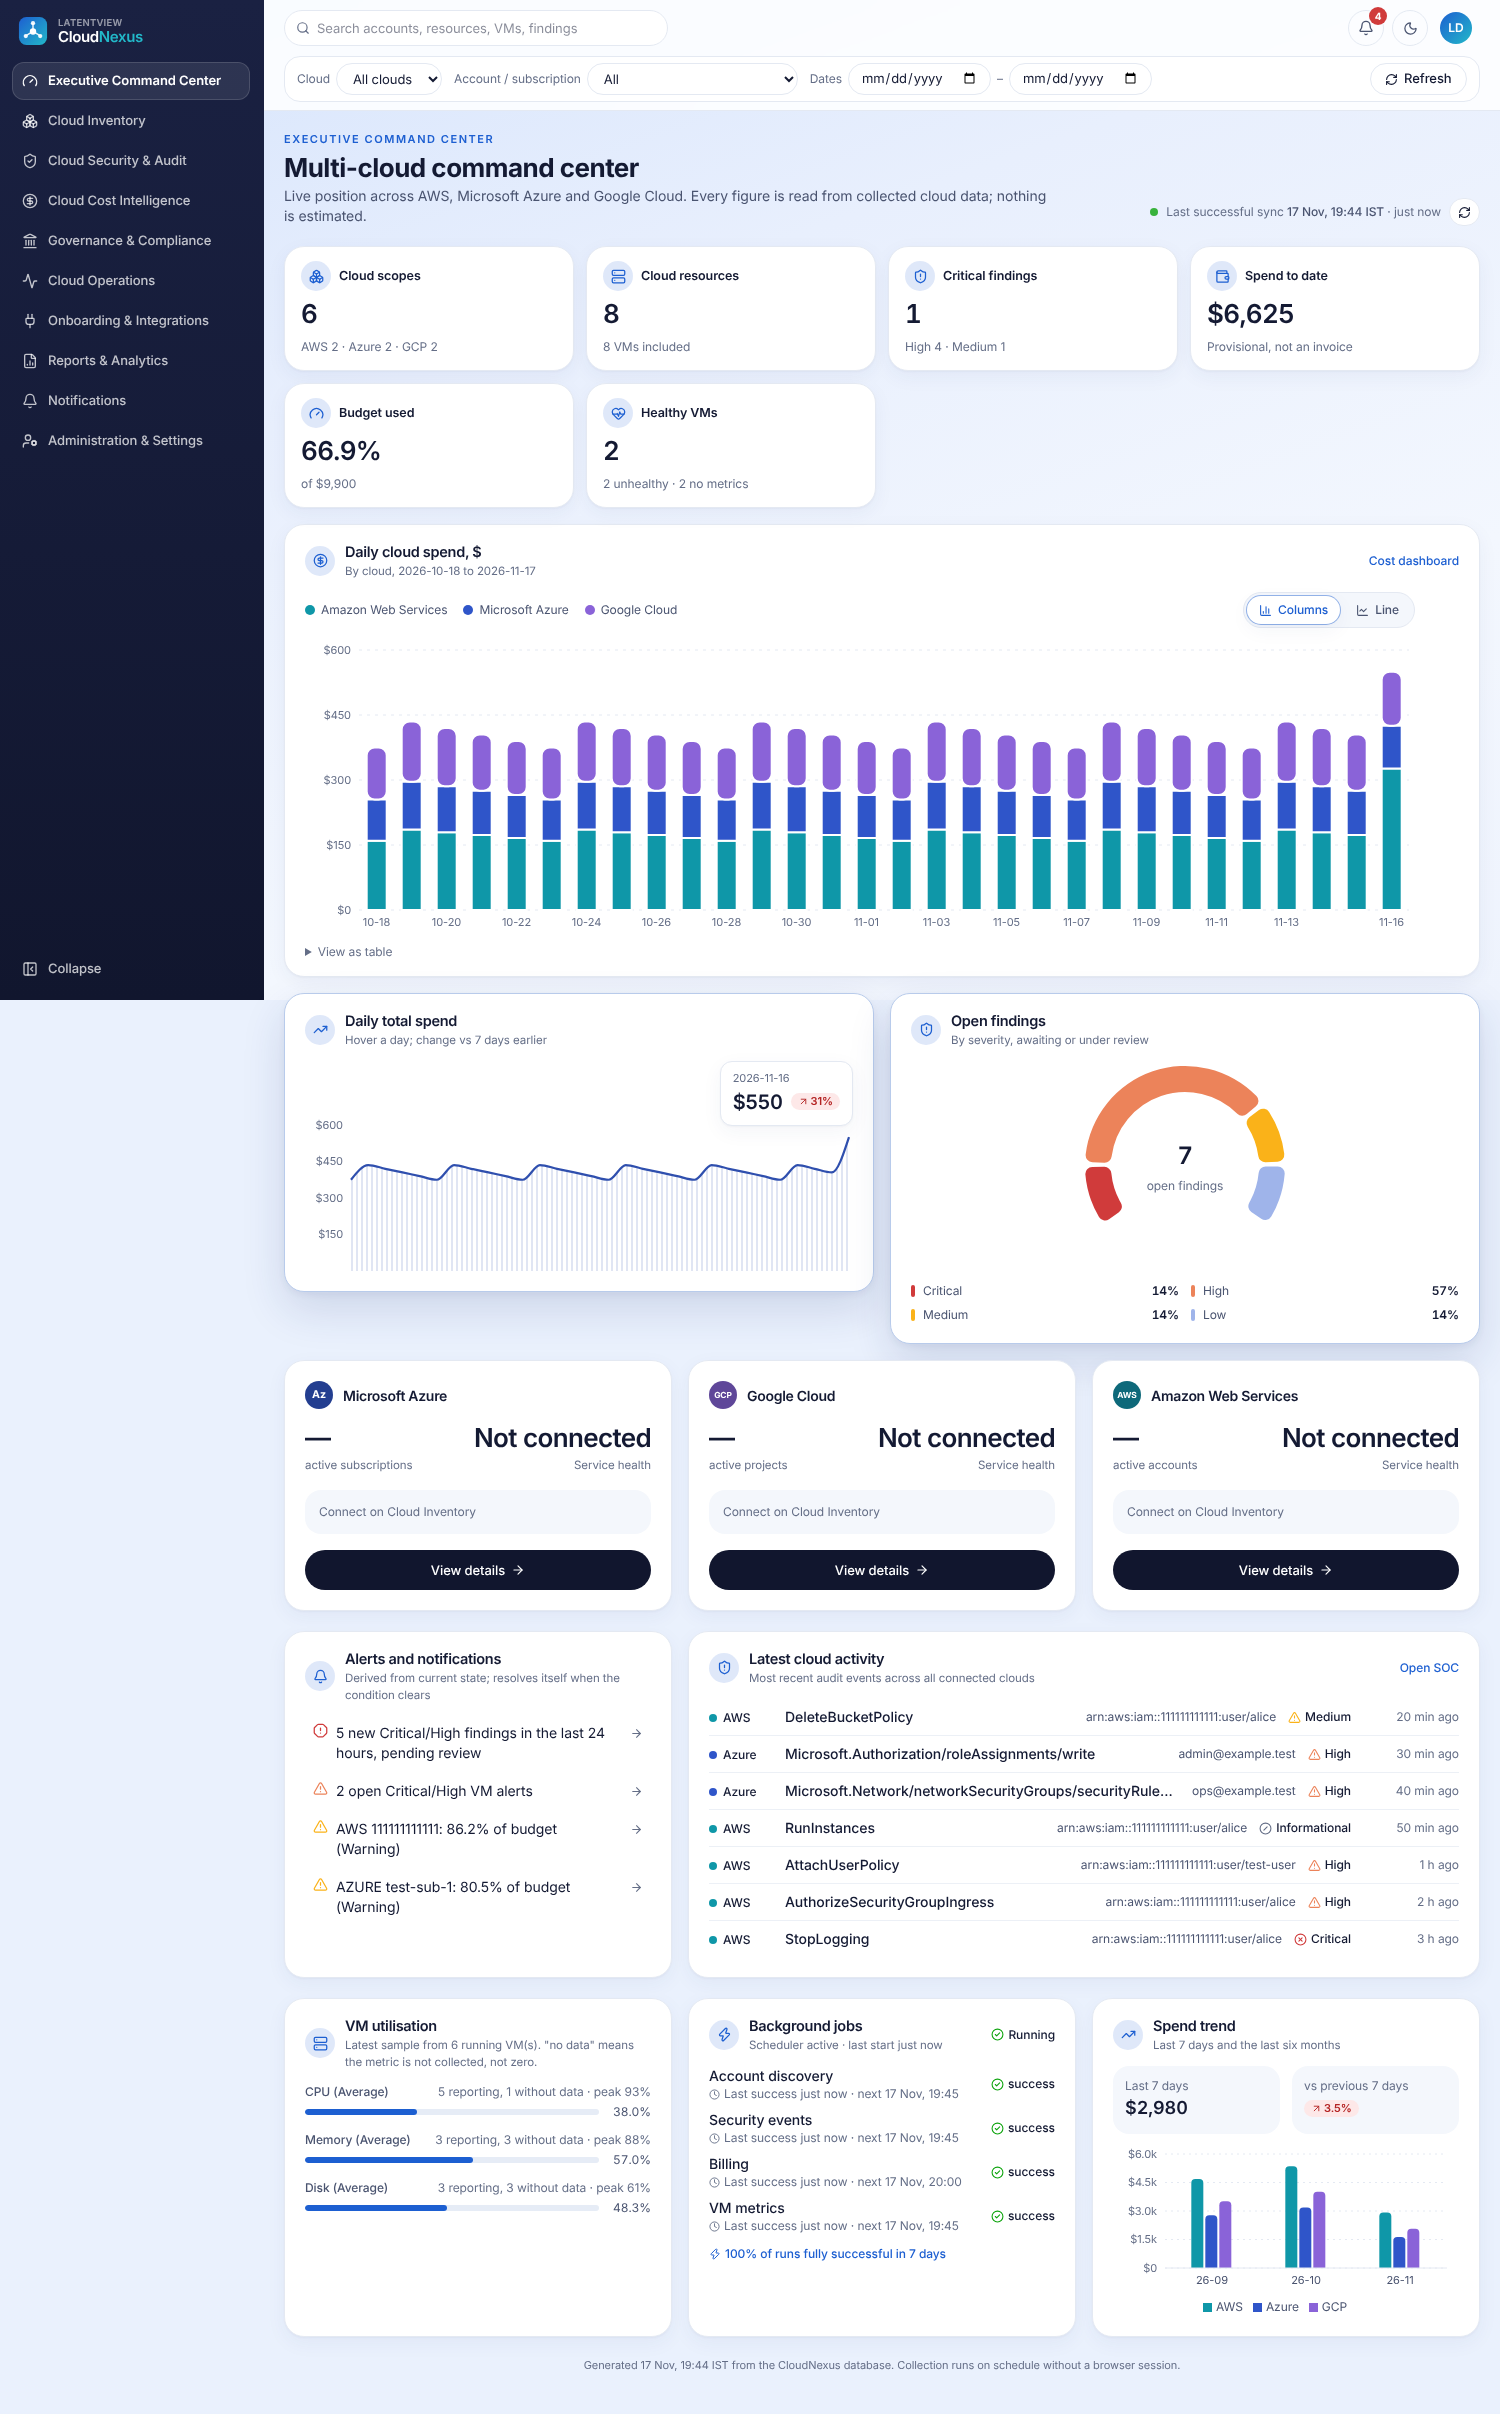 LATENTVIEW
CloudNexus
Executive Command Center
Cloud Inventory
Cloud Security & Audit
Cloud Cost Intelligence
Governance & Compliance
Cloud Operations
Onboarding & Integrations
Reports & Analytics
Notifications
Administration & Settings
Collapse
Search accounts, resources, VMs, findings
4
LD
Cloud All clouds Account / subscription All Dates mm/dd/yyyy – mm/dd/yyyy Refresh
EXECUTIVE COMMAND CENTER
Multi-cloud command center
Live position across AWS, Microsoft Azure and Google Cloud. Every figure is read from collected cloud data; nothing
is estimated.
Last successful sync 17 Nov, 19:44 IST · just now
Cloud scopes
6
AWS 2 · Azure 2 · GCP 2
Cloud resources
8
8 VMs included
Critical findings
1
High 4 · Medium 1
Spend to date
$6,625
Provisional, not an invoice
Budget used
66.9%
of $9,900
Healthy VMs
2
2 unhealthy · 2 no metrics
Daily cloud spend, $
By cloud, 2026-10-18 to 2026-11-17
Cost dashboard
Amazon Web Services Microsoft Azure Google Cloud
Columns Line
$600
$450
$300
$150
$0
10-18 10-20 10-22 10-24 10-26 10-28 10-30 11-01 11-03 11-05 11-07 11-09 11-11 11-13 11-16
View as table
Daily total spend
Hover a day; change vs 7 days earlier
2026-11-16
$550 31%
$600
$450
$300
$150
Open findings
By severity, awaiting or under review
7
open findings
Critical 14% High 57%
Medium 14% Low 14%
Az Microsoft Azure
— Not connected
active subscriptions Service health
Connect on Cloud Inventory
View details
GCP Google Cloud
— Not connected
active projects Service health
Connect on Cloud Inventory
View details
AWS Amazon Web Services
— Not connected
active accounts Service health
Connect on Cloud Inventory
View details
Alerts and notifications
Derived from current state; resolves itself when the
condition clears
5 new Critical/High findings in the last 24
hours, pending review
2 open Critical/High VM alerts
AWS 111111111111: 86.2% of budget
(Warning)
AZURE test-sub-1: 80.5% of budget
(Warning)
Latest cloud activity
Most recent audit events across all connected clouds
Open SOC
AWS DeleteBucketPolicy arn:aws:iam::111111111111:user/alice Medium 20 min ago
Azure Microsoft.Authorization/roleAssignments/write admin@example.test High 30 min ago
Azure Microsoft.Network/networkSecurityGroups/securityRule... ops@example.test High 40 min ago
AWS RunInstances arn:aws:iam::111111111111:user/alice Informational 50 min ago
AWS AttachUserPolicy arn:aws:iam::111111111111:user/test-user High 1 h ago
AWS AuthorizeSecurityGroupIngress arn:aws:iam::111111111111:user/alice High 2 h ago
AWS StopLogging arn:aws:iam::111111111111:user/alice Critical 3 h ago
VM utilisation
Latest sample from 6 running VM(s). "no data" means
the metric is not collected, not zero.
CPU (Average) 5 reporting, 1 without data · peak 93%
38.0%
Memory (Average) 3 reporting, 3 without data · peak 88%
57.0%
Disk (Average) 3 reporting, 3 without data · peak 61%
48.3%
Background jobs
Scheduler active · last start just now
Running
Account discovery
Last success just now · next 17 Nov, 19:45
success
Security events
Last success just now · next 17 Nov, 19:45
success
Billing
Last success just now · next 17 Nov, 20:00
success
VM metrics
Last success just now · next 17 Nov, 19:45
success
100% of runs fully successful in 7 days
Spend trend
Last 7 days and the last six months
Last 7 days
$2,980
vs previous 7 days
3.5%
$6.0k
$4.5k
$3.0k
$1.5k
$0
26-09 26-10 26-11
AWS Azure GCP
Generated 17 Nov, 19:44 IST from the CloudNexus database. Collection runs on schedule without a browser session.